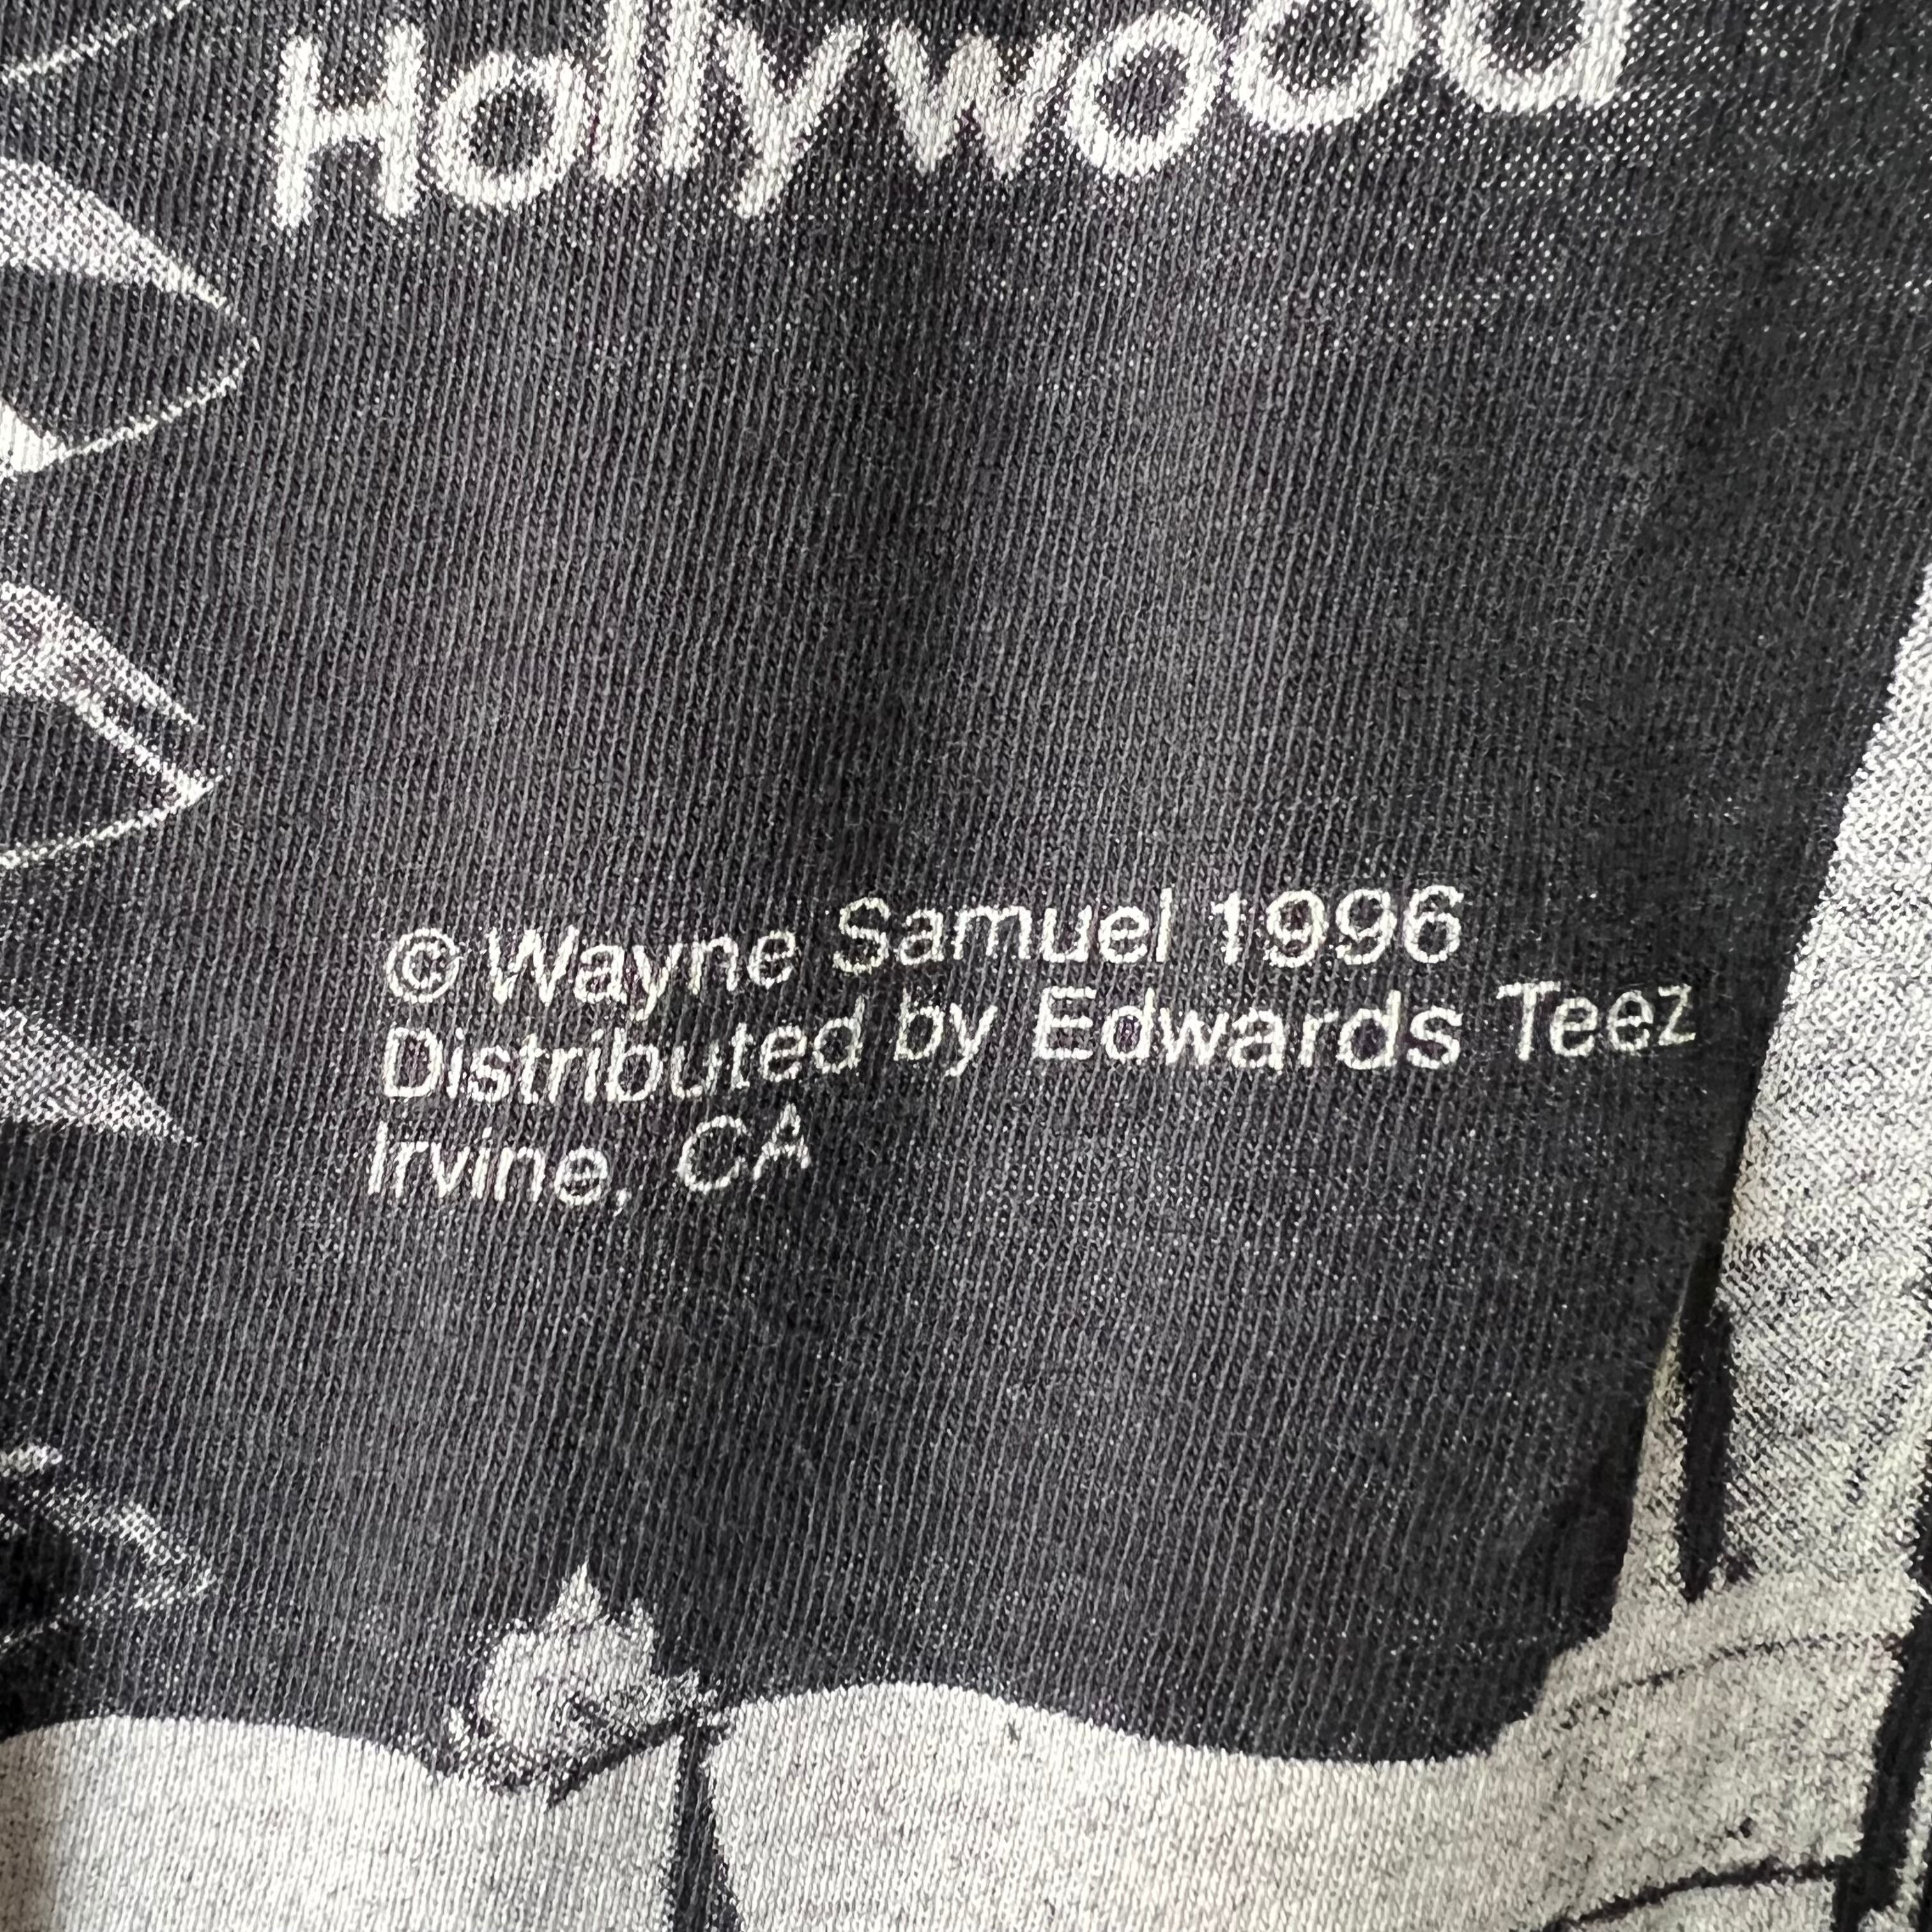 Hollywood
© Wayne Samuel 1996
Distributed by Edwards Teez
Irvine, CA